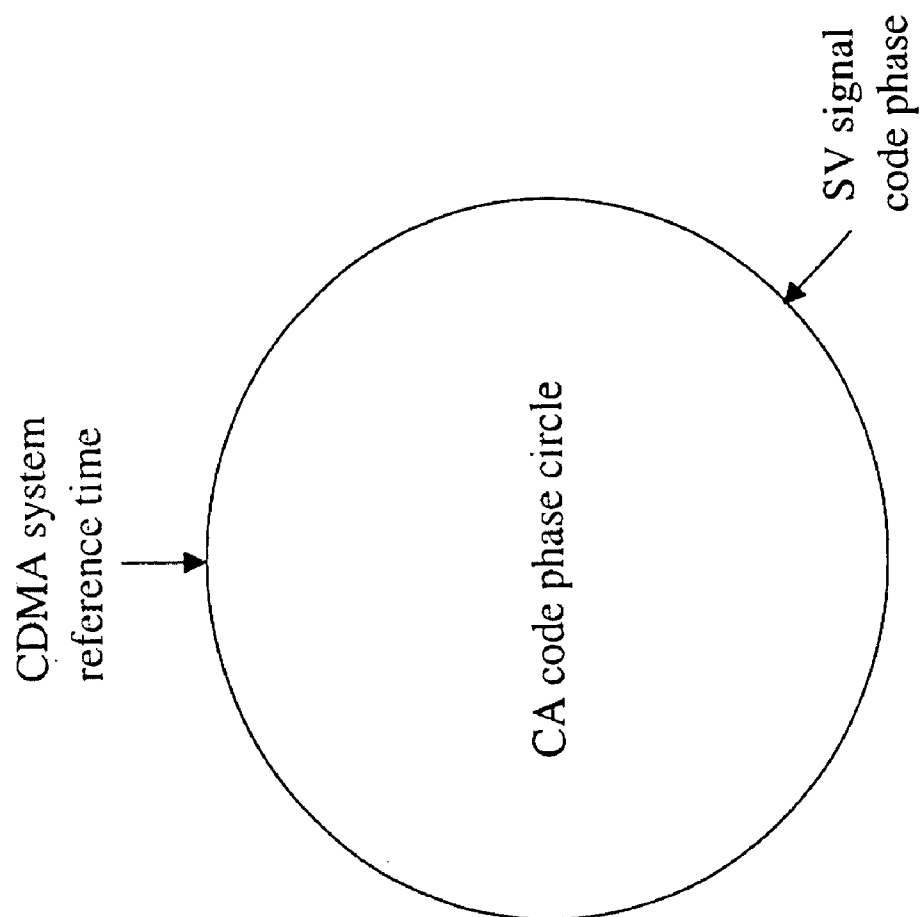 CDMA system
reference time
CA code phase circle
SV signal
code phase